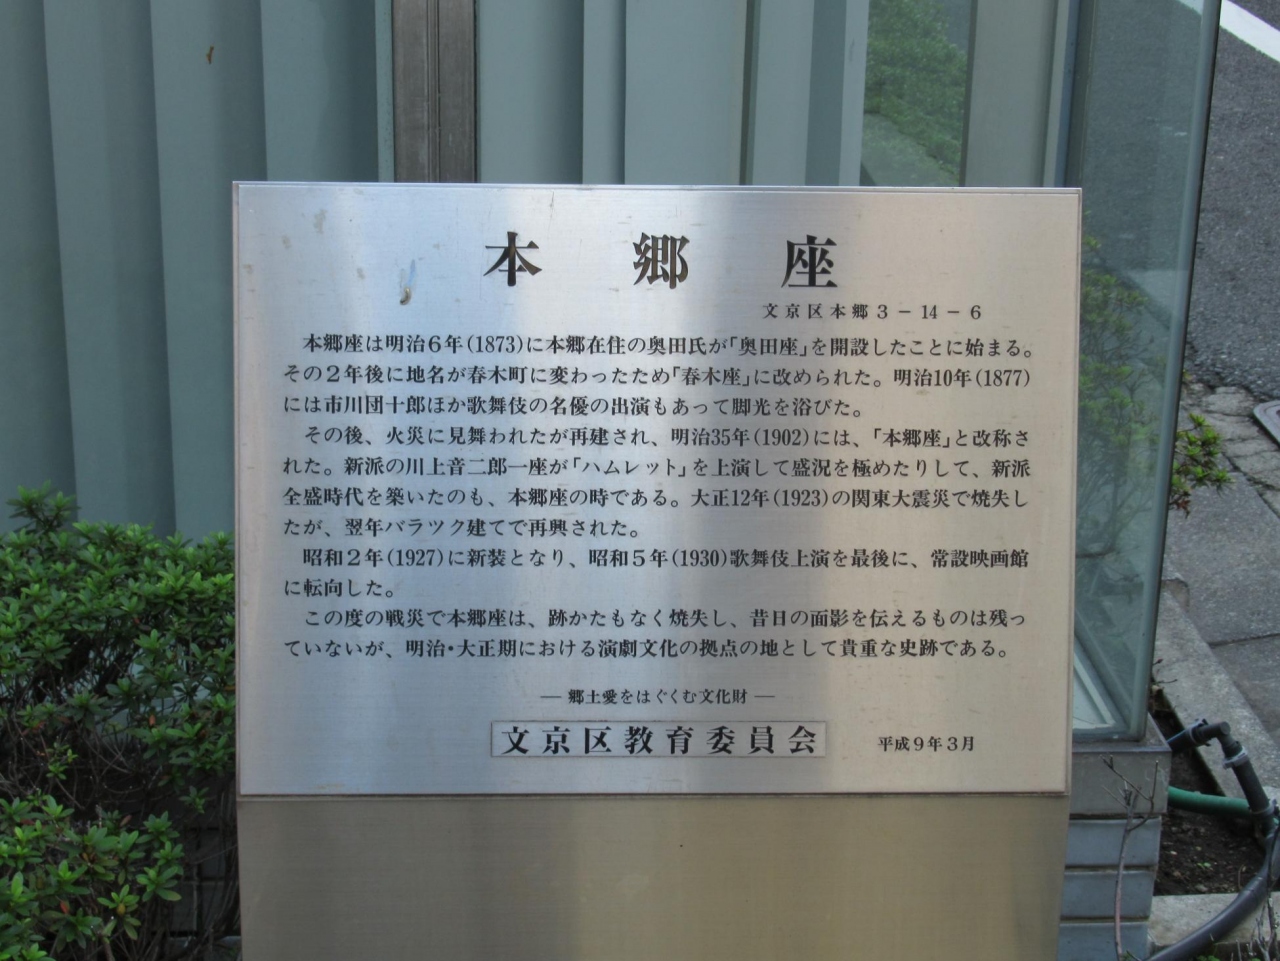 本郷座
文京区本郷3－14－6
本郷座は明治6年(1873)に本郷在住の奥田氏が「奥田座」を開設したことに始まる。
その2年後に地名が春木町に変わったため「春木座」に改められた。明治10年(1877)
には市川団十郎ほか歌舞伎の名優の出演もあって脚光を浴びた。
その後、火災に見舞われたが再建され、明治35年(1902)には、「本郷座」と改称さ
れた。新派の川上音二郎一座が「ハムレット」を上演して盛況を極めたりして、新派
全盛時代を築いたのも、本郷座の時である。大正12年(1923)の関東大震災で焼失し
たが、翌年バラツク建てで再興された。
昭和2年(1927)に新装となり、昭和5年(1930)歌舞伎上演を最後に、常設映画館
に転向した。
この度の戦災で本郷座は、跡かたもなく焼失し、昔日の面影を伝えるものは残っ
ていないが、明治・大正期における演劇文化の拠点の地として貴重な史跡である。
― 郷土愛をはぐくむ文化財 ―
文京区教育委員会 平成9年3月